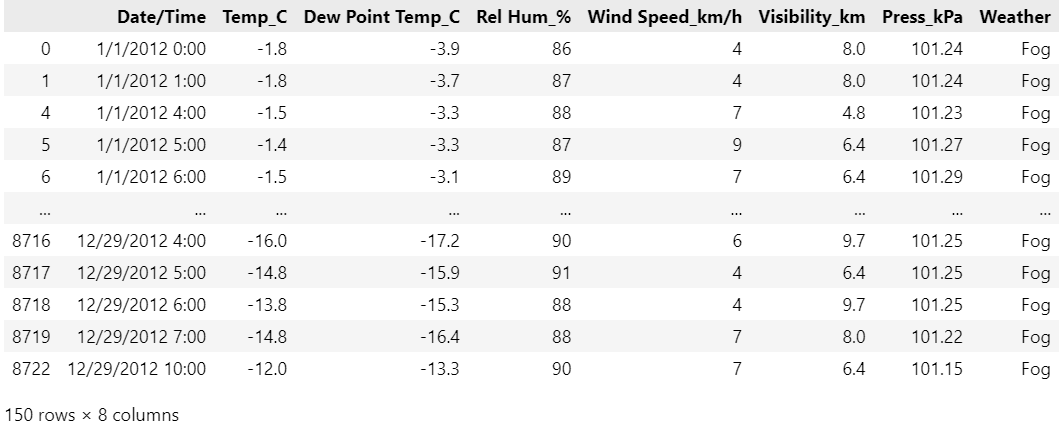 Date/Time Temp_C Dew Point Temp_C Rel Hum_% Wind Speed_km/h Visibility_km Press_kPa Weather
0 1/1/2012 0:00 -1.8 -3.9 86 4 8.0 101.24 Fog
1 1/1/2012 1:00 -1.8 -3.7 87 4 8.0 101.24 Fog
4 1/1/2012 4:00 -1.5 -3.3 88 7 4.8 101.23 Fog
5 1/1/2012 5:00 -1.4 -3.3 87 9 6.4 101.27 Fog
6 1/1/2012 6:00 -1.5 -3.1 89 7 6.4 101.29 Fog
... ... ... ... ... ... ... ... ...
8716 12/29/2012 4:00 -16.0 -17.2 90 6 9.7 101.25 Fog
8717 12/29/2012 5:00 -14.8 -15.9 91 4 6.4 101.25 Fog
8718 12/29/2012 6:00 -13.8 -15.3 88 4 9.7 101.25 Fog
8719 12/29/2012 7:00 -14.8 -16.4 88 7 8.0 101.22 Fog
8722 12/29/2012 10:00 -12.0 -13.3 90 7 6.4 101.15 Fog
150 rows × 8 columns